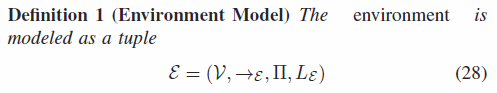 Definition 1 (Environment Model) The environment is
modeled as a tuple
ℰ = (𝒱, →ℰ, Π, Lℰ) (28)